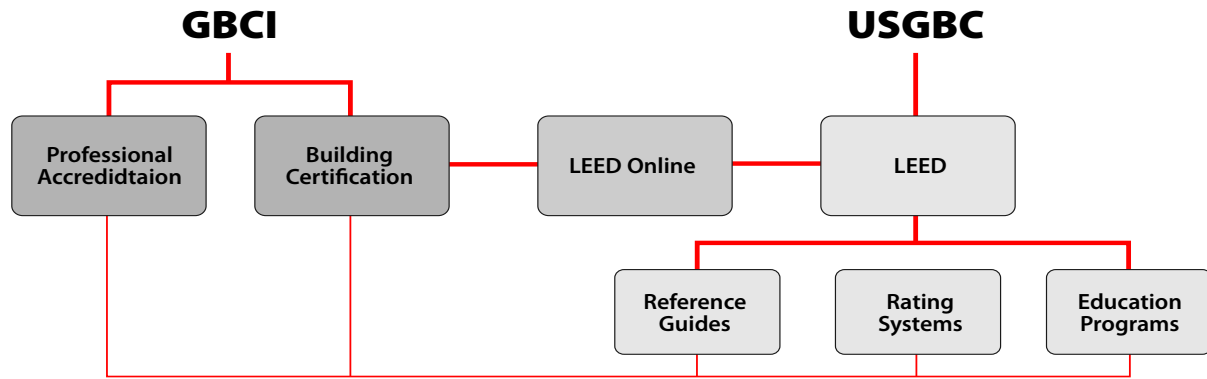 GBCI
USGBC
Professional
Accredidtaion
Building
Certification
LEED Online
LEED
Reference
Guides
Rating
Systems
Education
Programs